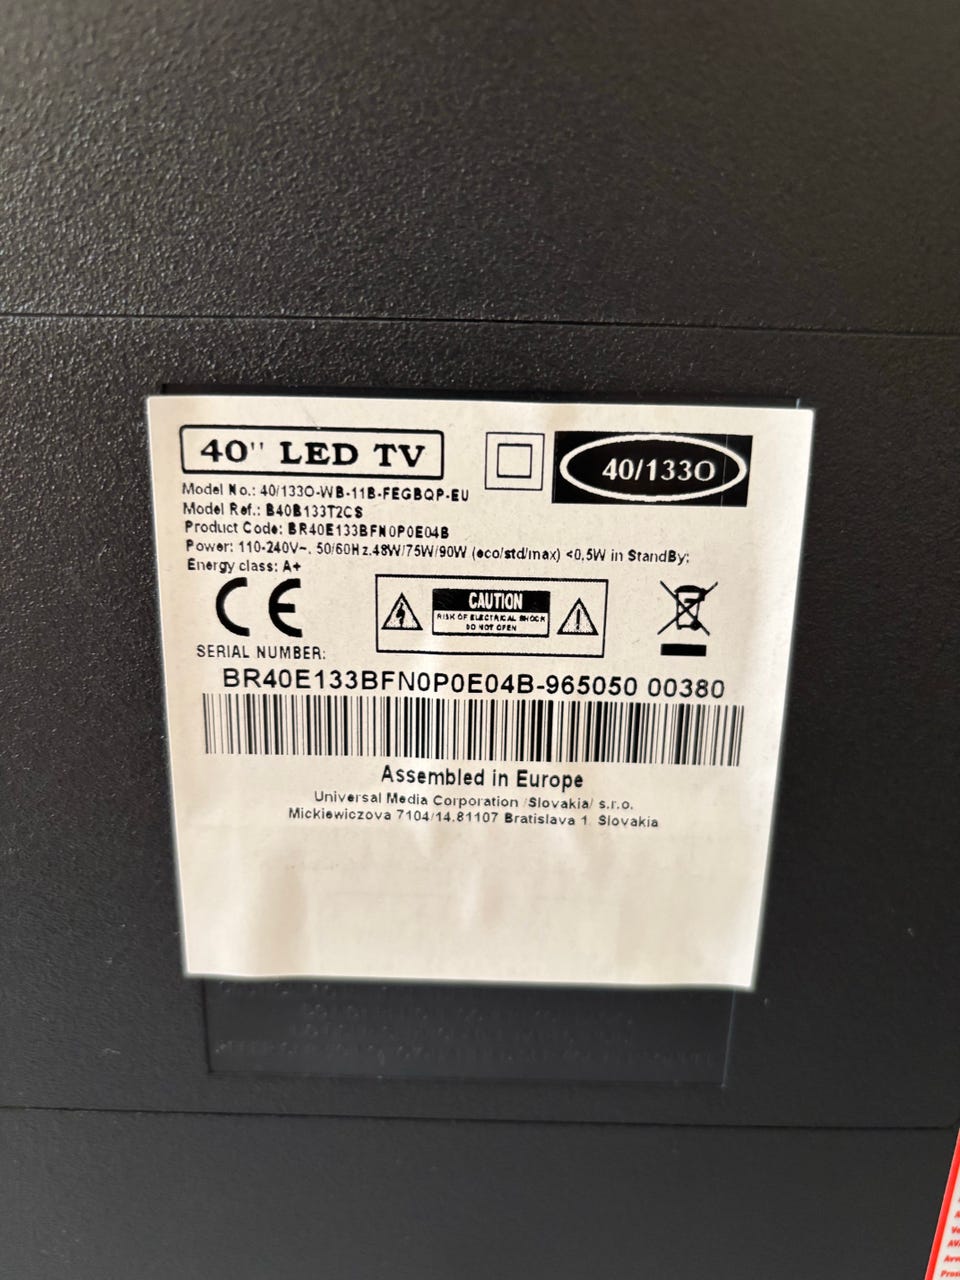 40'' LED TV
40/133O
Model No.: 40/133O-WB-11B-FEGBQP-EU
Model Ref.: B40B133T2CS
Product Code: BR40E133BFN0P0E04B
Power: 110-240V~, 50/60Hz.48W/75W/90W (eco/std/max) <0,5W in StandBy;
Energy class: A+
CE
CAUTION
RISK OF ELECTRICAL SHOCK
DO NOT OPEN
SERIAL NUMBER:
BR40E133BFN0P0E04B-965050 00380
Assembled in Europe
Universal Media Corporation /Slovakia/ s.r.o.
Mickiewiczova 7104/14.81107 Bratislava 1, Slovakia